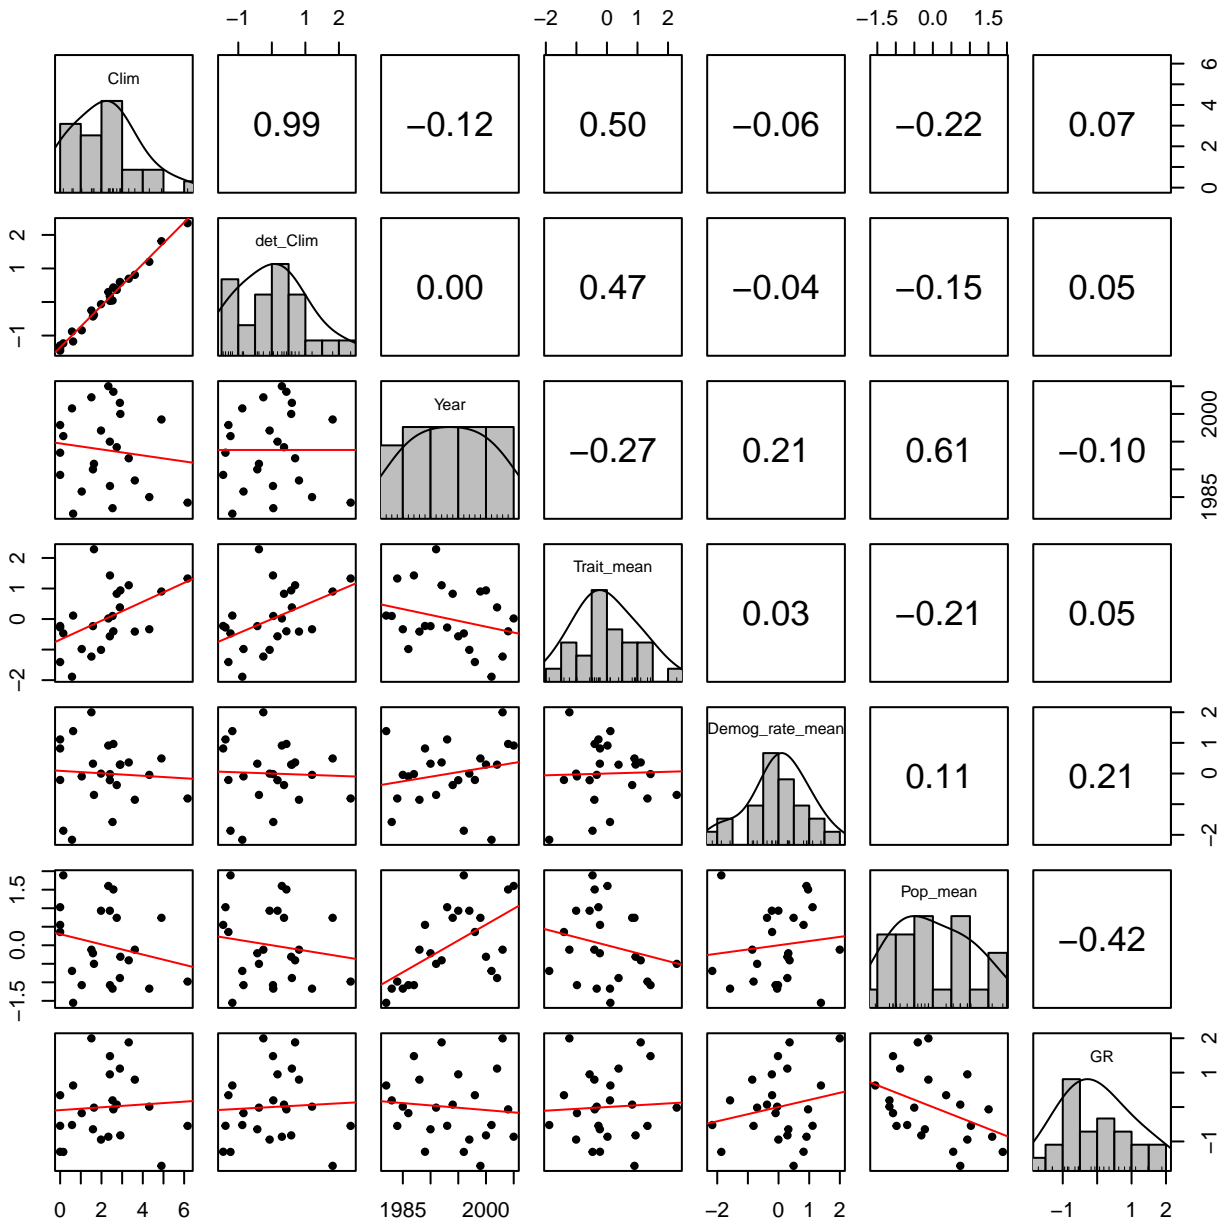 −1 1 2 −2 0 1 2 −1.5 0.0 1.5
Clim 0.99 −0.12 0.50 −0.06 −0.22 0.07 0 2 4 6
−1 1 2 det_Clim 0.00 0.47 −0.04 −0.15 0.05
Year −0.27 0.21 0.61 −0.10 1985 2000
−2 0 1 2 Trait_mean 0.03 −0.21 0.05
Demog_rate_mean 0.11 0.21 −2 0 1 2
−1.5 0.0 1.5 Pop_mean −0.42
GR −1 1 2
0 2 4 6 1985 2000 −2 0 1 2 −1 1 2